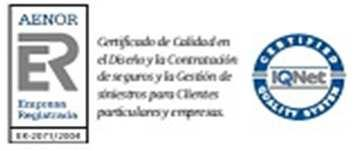 AENOR
ER
Empresa
Registrada
ER-2071/2004
Certificado de Calidad en
el Diseño y la Contratación
de seguros y la Gestión de
siniestros para Clientes
particulares y empresas.
CERTIFIED
IQNet
QUALITY SYSTEM